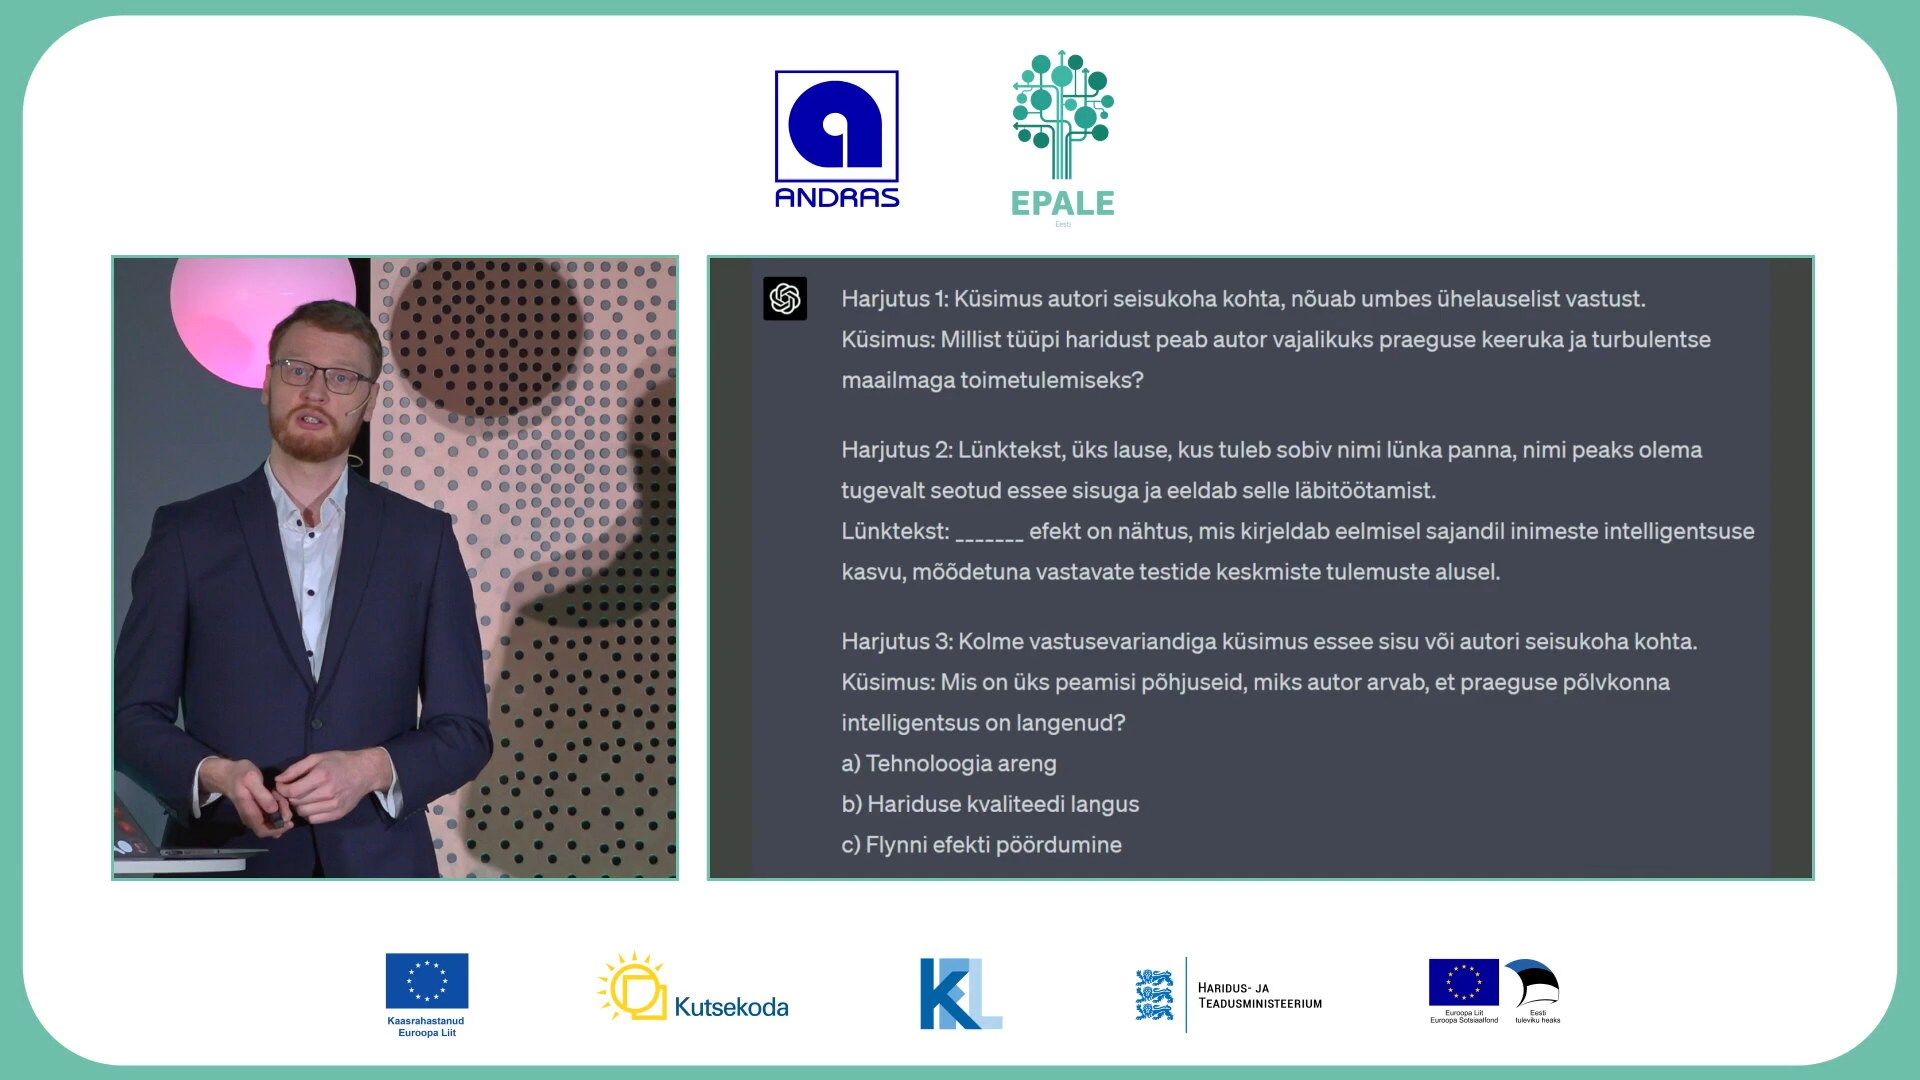 ANDRAS
EPALE
Eesti
Harjutus 1: Küsimus autori seisukoha kohta, nõuab umbes ühelauselist vastust.
Küsimus: Millist tüüpi haridust peab autor vajalikuks praeguse keeruka ja turbulentse
maailmaga toimetulemiseks?
Harjutus 2: Lünktekst, üks lause, kus tuleb sobiv nimi lünka panna, nimi peaks olema
tugevalt seotud essee sisuga ja eeldab selle läbitöötamist.
Lünktekst: _______ efekt on nähtus, mis kirjeldab eelmisel sajandil inimeste intelligentsuse
kasvu, mõõdetuna vastavate testide keskmiste tulemuste alusel.
Harjutus 3: Kolme vastusevariandiga küsimus essee sisu või autori seisukoha kohta.
Küsimus: Mis on üks peamisi põhjuseid, miks autor arvab, et praeguse põlvkonna
intelligentsus on langenud?
a) Tehnoloogia areng
b) Hariduse kvaliteedi langus
c) Flynni efekti pöördumine
Kaasrahastanud
Euroopa Liit
Kutsekoda
KEL
HARIDUS- JA
TEADUSMINISTEERIUM
Euroopa Liit
Euroopa Sotsiaalfond
Eesti
tuleviku heaks